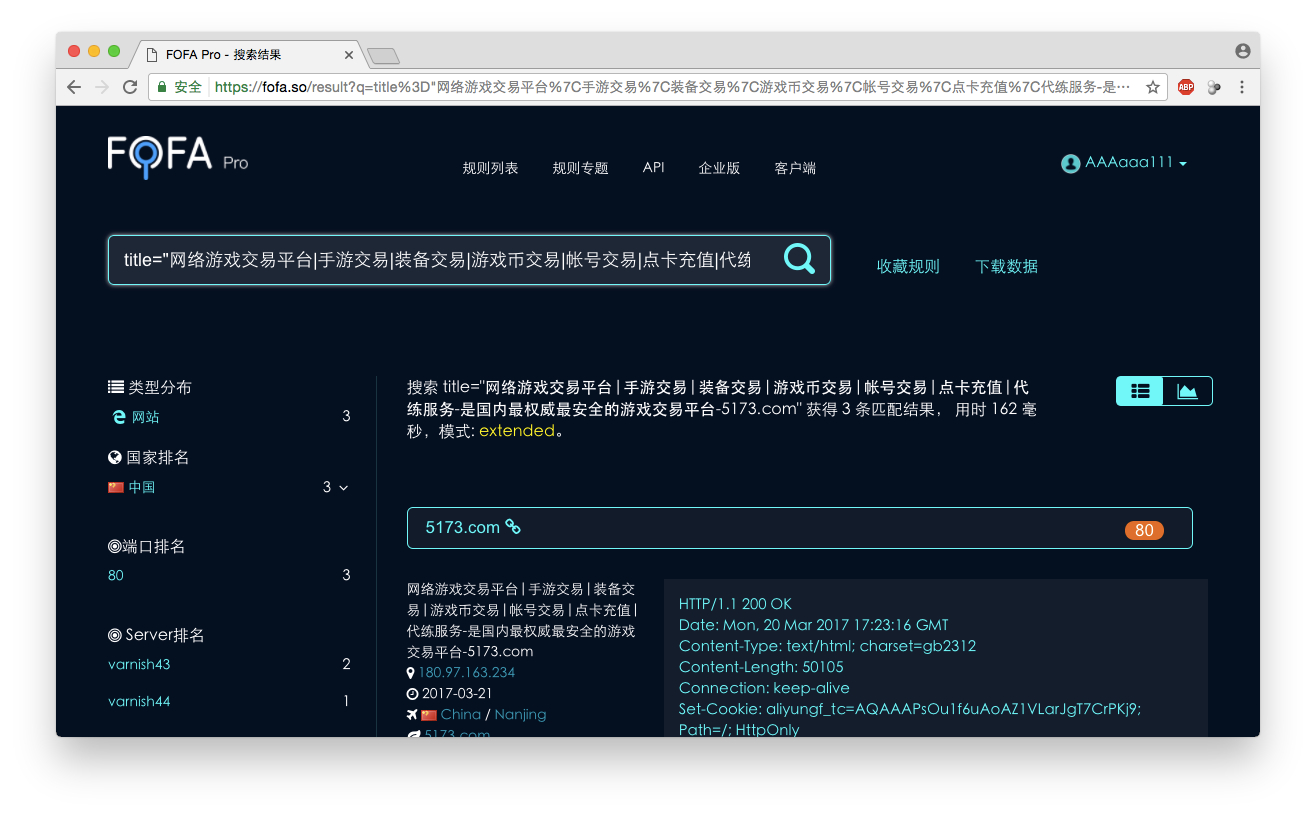 FOFA Pro - 搜索结果
安全 https://fofa.so/result?q=title%3D"网络游戏交易平台%7C手游交易%7C装备交易%7C游戏币交易%7C帐号交易%7C点卡充值%7C代练服务-是…
ABP
FOFA Pro
规则列表 规则专题 API 企业版 客户端
AAAaaa111
title="网络游戏交易平台|手游交易|装备交易|游戏币交易|帐号交易|点卡充值|代练
收藏规则 下载数据
类型分布
网站 3
国家排名
中国 3
端口排名
80 3
Server排名
varnish43 2
varnish44 1
搜索 title="网络游戏交易平台 | 手游交易 | 装备交易 | 游戏币交易 | 帐号交易 | 点卡充值 | 代
练服务-是国内最权威最安全的游戏交易平台-5173.com" 获得 3 条匹配结果， 用时 162 毫
秒，模式: extended。
5173.com 80
网络游戏交易平台 | 手游交易 | 装备交
易 | 游戏币交易 | 帐号交易 | 点卡充值 |
代练服务-是国内最权威最安全的游戏
交易平台-5173.com
180.97.163.234
2017-03-21
China / Nanjing
5173.com
HTTP/1.1 200 OK
Date: Mon, 20 Mar 2017 17:23:16 GMT
Content-Type: text/html; charset=gb2312
Content-Length: 50105
Connection: keep-alive
Set-Cookie: aliyungf_tc=AQAAAPsOu1f6uAoAZ1VLarJgT7CrPKj9;
Path=/; HttpOnly